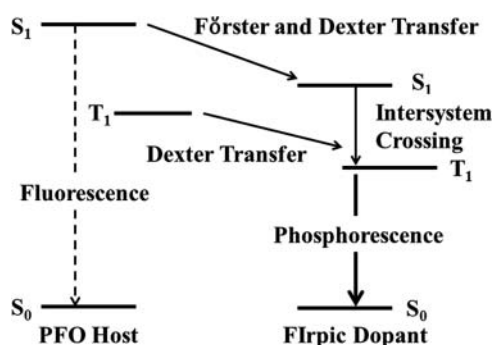 S₁
Fǒrster and Dexter Transfer
S₁
T₁
Intersystem
Crossing
Dexter Transfer
T₁
Fluorescence
Phosphorescence
S₀
S₀
PFO Host
FIrpic Dopant